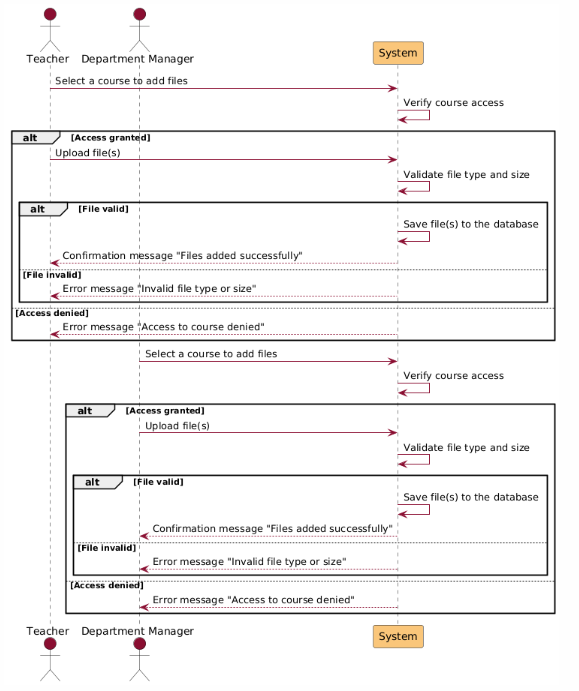 Teacher
Department Manager
System
Select a course to add files
Verify course access
alt
[Access granted]
Upload file(s)
Validate file type and size
alt
[File valid]
Save file(s) to the database
Confirmation message "Files added successfully"
[File invalid]
Error message "Invalid file type or size"
[Access denied]
Error message "Access to course denied"
Select a course to add files
Verify course access
alt
[Access granted]
Upload file(s)
Validate file type and size
alt
[File valid]
Save file(s) to the database
Confirmation message "Files added successfully"
[File invalid]
Error message "Invalid file type or size"
[Access denied]
Error message "Access to course denied"
Teacher
Department Manager
System